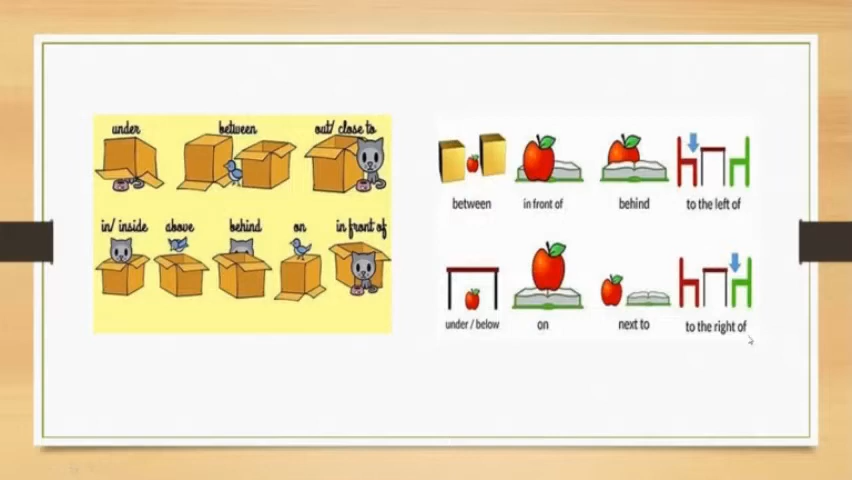 under between out/ close to
in/ inside above behind on in front of
between in front of behind to the left of
under / below on next to to the right of